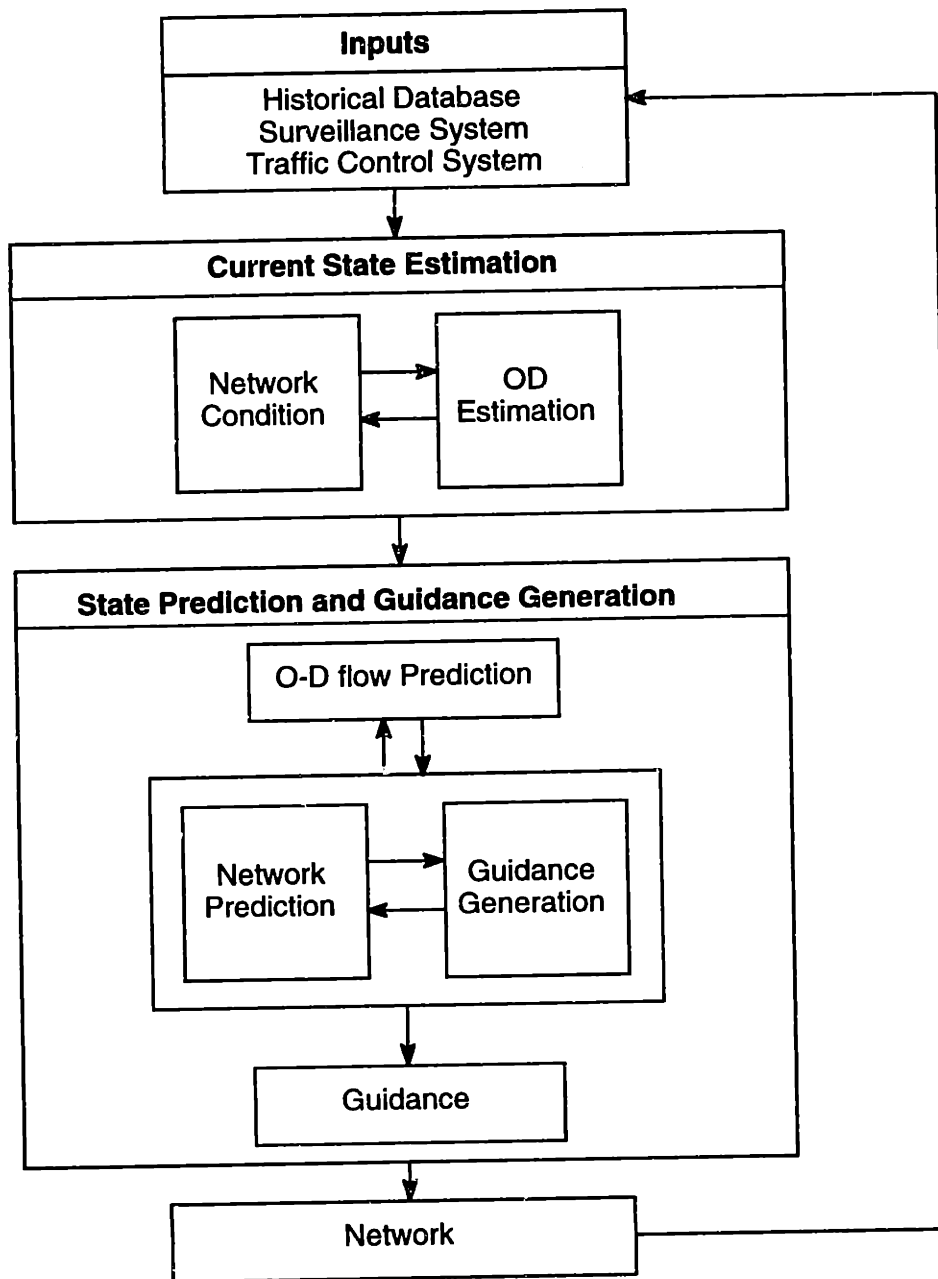 Inputs
Historical Database
Surveillance System
Traffic Control System
Current State Estimation
Network
Condition
OD
Estimation
State Prediction and Guidance Generation
O-D flow Prediction
Network
Prediction
Guidance
Generation
Guidance
Network